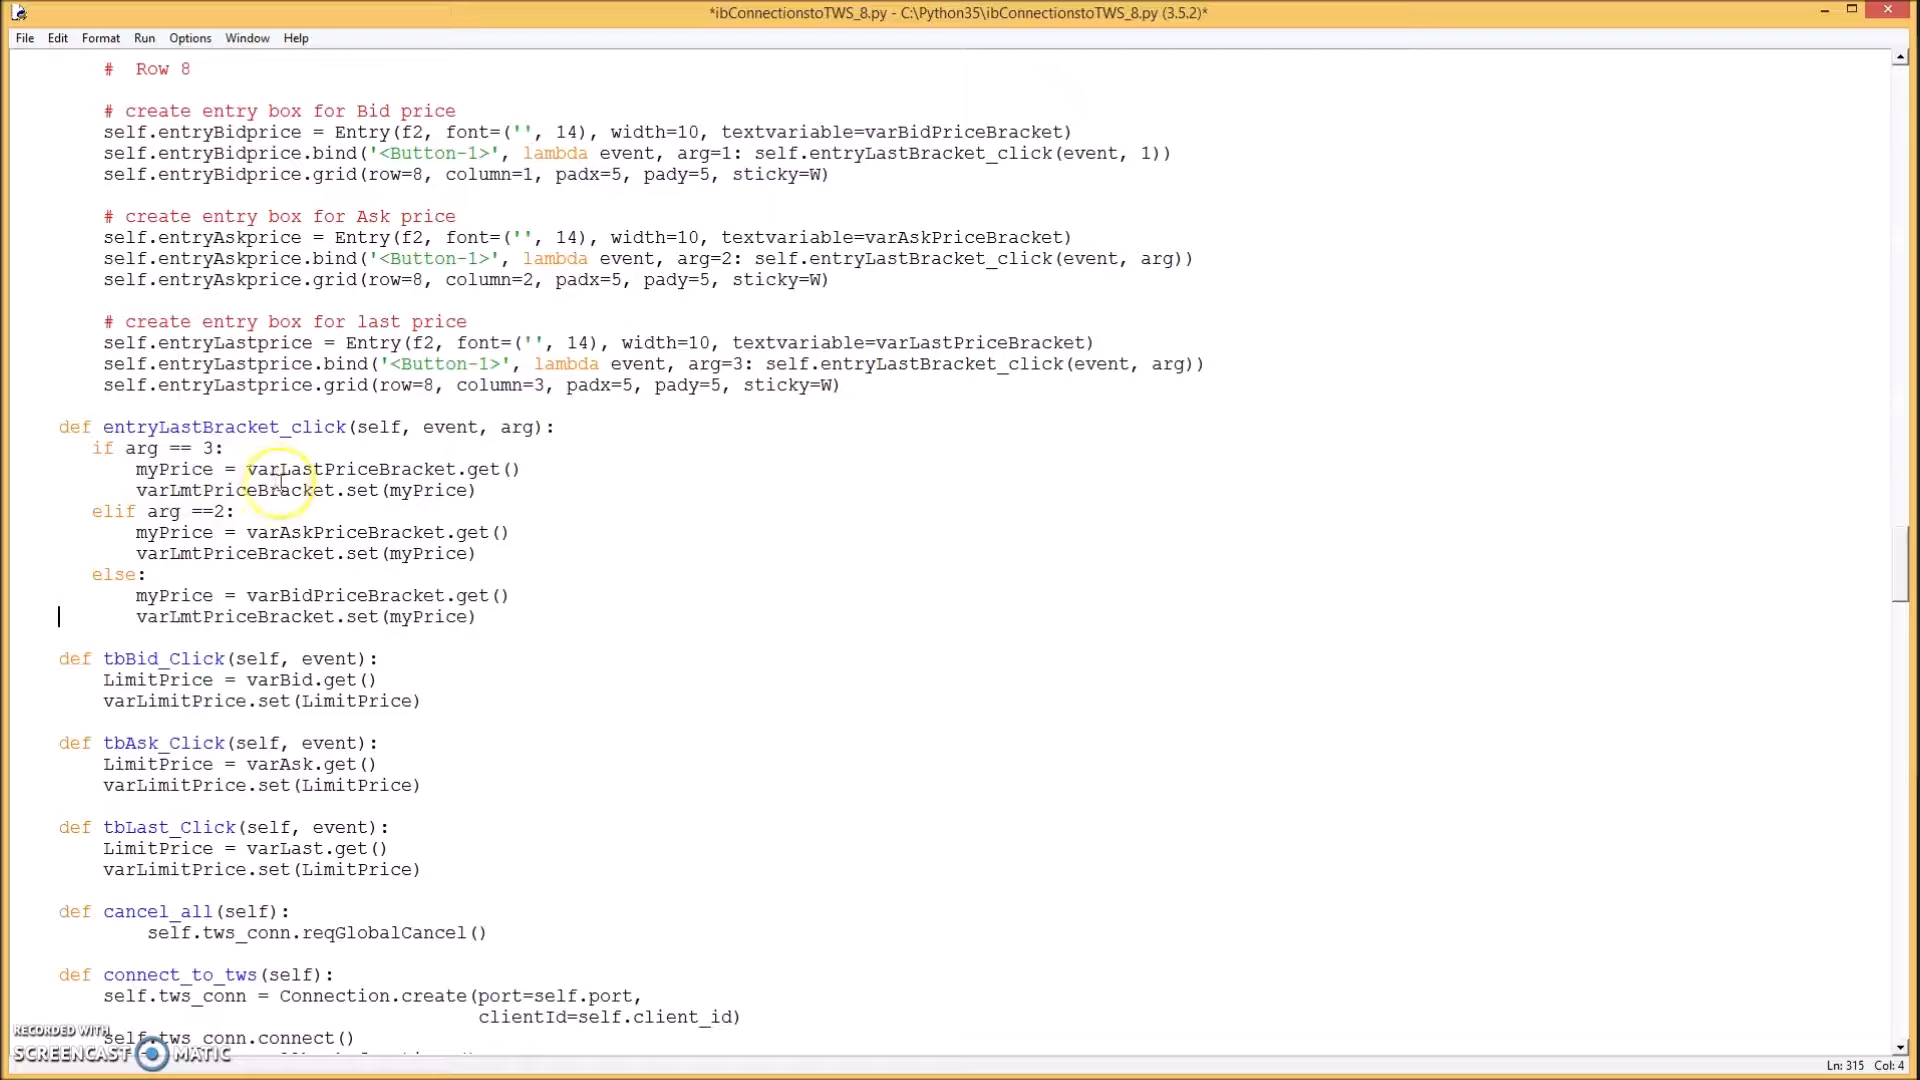 *ibConnectionstoTWS_8.py - C:\Python35\ibConnectionstoTWS_8.py (3.5.2)*
File Edit Format Run Options Window Help
#  Row 8
# create entry box for Bid price
self.entryBidprice = Entry(f2, font=('', 14), width=10, textvariable=varBidPriceBracket)
self.entryBidprice.bind('<Button-1>', lambda event, arg=1: self.entryLastBracket_click(event, 1))
self.entryBidprice.grid(row=8, column=1, padx=5, pady=5, sticky=W)
# create entry box for Ask price
self.entryAskprice = Entry(f2, font=('', 14), width=10, textvariable=varAskPriceBracket)
self.entryAskprice.bind('<Button-1>', lambda event, arg=2: self.entryLastBracket_click(event, arg))
self.entryAskprice.grid(row=8, column=2, padx=5, pady=5, sticky=W)
# create entry box for last price
self.entryLastprice = Entry(f2, font=('', 14), width=10, textvariable=varLastPriceBracket)
self.entryLastprice.bind('<Button-1>', lambda event, arg=3: self.entryLastBracket_click(event, arg))
self.entryLastprice.grid(row=8, column=3, padx=5, pady=5, sticky=W)
def entryLastBracket_click(self, event, arg):
if arg == 3:
myPrice = varLastPriceBracket.get()
varLmtPriceBracket.set(myPrice)
elif arg ==2:
myPrice = varAskPriceBracket.get()
varLmtPriceBracket.set(myPrice)
else:
myPrice = varBidPriceBracket.get()
varLmtPriceBracket.set(myPrice)
def tbBid_Click(self, event):
LimitPrice = varBid.get()
varLimitPrice.set(LimitPrice)
def tbAsk_Click(self, event):
LimitPrice = varAsk.get()
varLimitPrice.set(LimitPrice)
def tbLast_Click(self, event):
LimitPrice = varLast.get()
varLimitPrice.set(LimitPrice)
def cancel_all(self):
self.tws_conn.reqGlobalCancel()
def connect_to_tws(self):
self.tws_conn = Connection.create(port=self.port,
clientId=self.client_id)
self.tws_conn.connect()
RECORDED WITH
SCREENCAST MATIC
Ln: 315 Col: 4